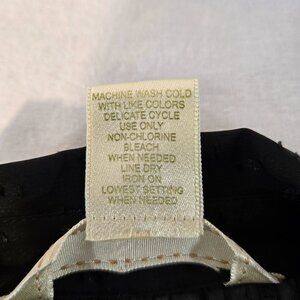 MACHINE WASH COLD
WITH LIKE COLORS
DELICATE CYCLE
USE ONLY
NON-CHLORINE
BLEACH
WHEN NEEDED
LINE DRY
IRON ON
LOWEST SETTING
WHEN NEEDED